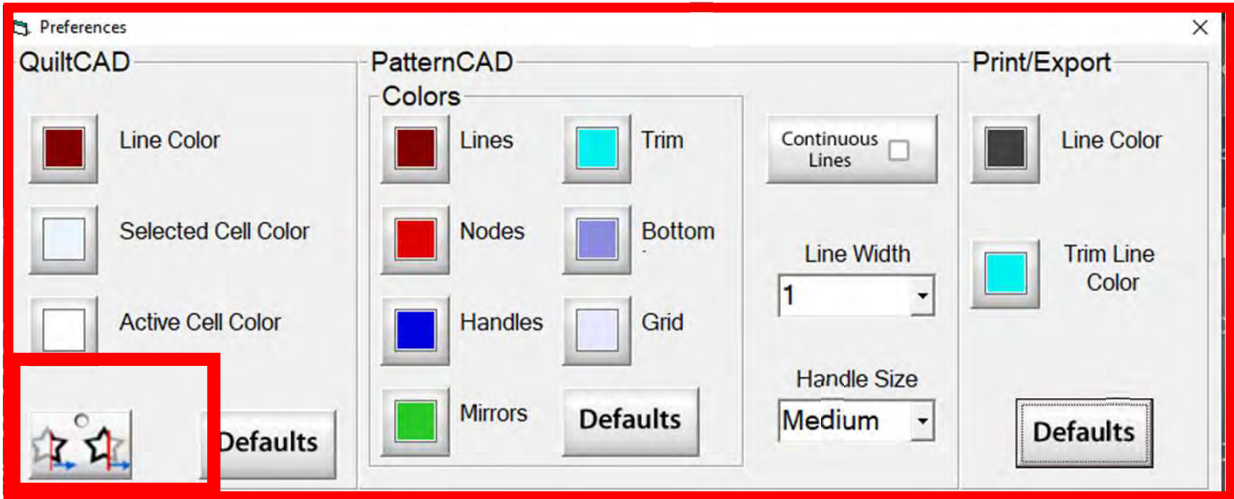 Preferences
QuiltCAD
Line Color
Selected Cell Color
Active Cell Color
Defaults
PatternCAD
Colors
Lines
Trim
Nodes
Bottom
Handles
Grid
Mirrors
Defaults
Continuous
Lines
Line Width
1
Handle Size
Medium
Print/Export
Line Color
Trim Line
Color
Defaults